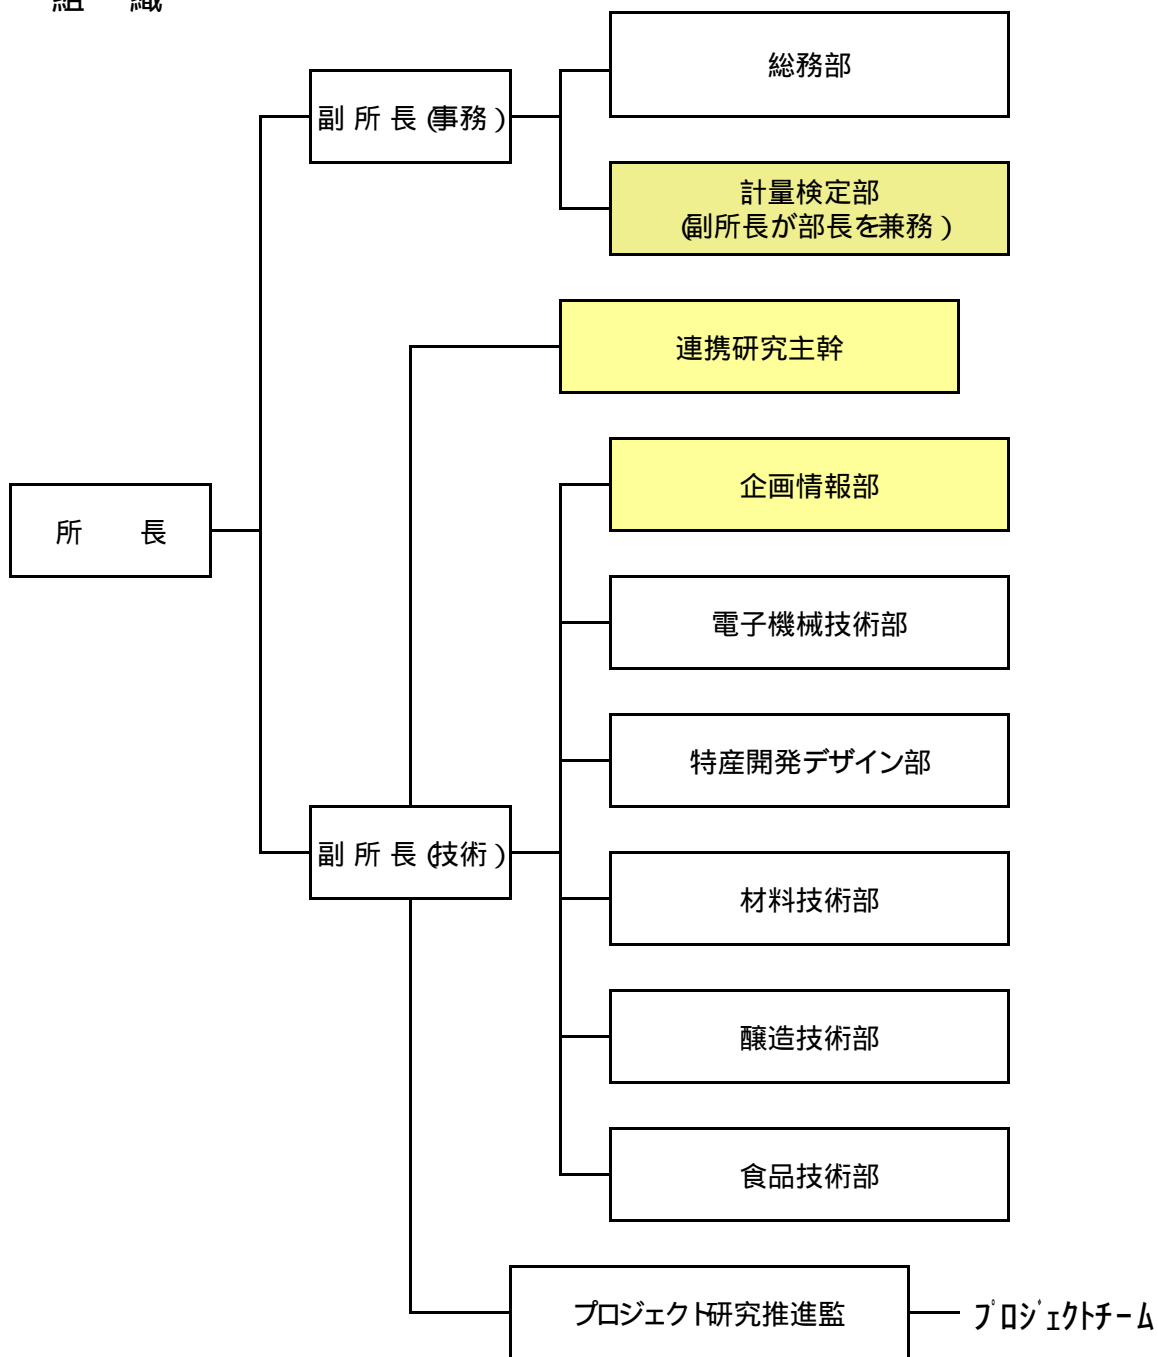 組　織
総務部
副 所 長 (事務)
計量検定部
(副所長が部長を兼務)
連携研究主幹
企画情報部
所　　長
電子機械技術部
特産開発デザイン部
副 所 長 (技術)
材料技術部
醸造技術部
食品技術部
プロジェクト研究推進監
ﾌﾟﾛｼﾞｪｸﾄﾁｰﾑ